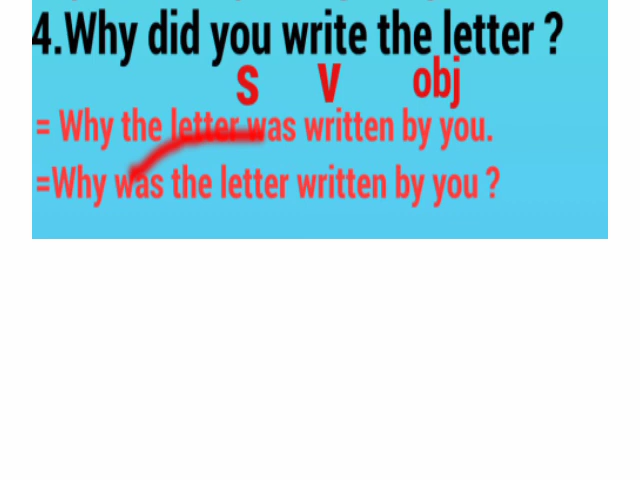 4.Why did you write the letter ?
S V obj
= Why the letter was written by you.
=Why was the letter written by you ?